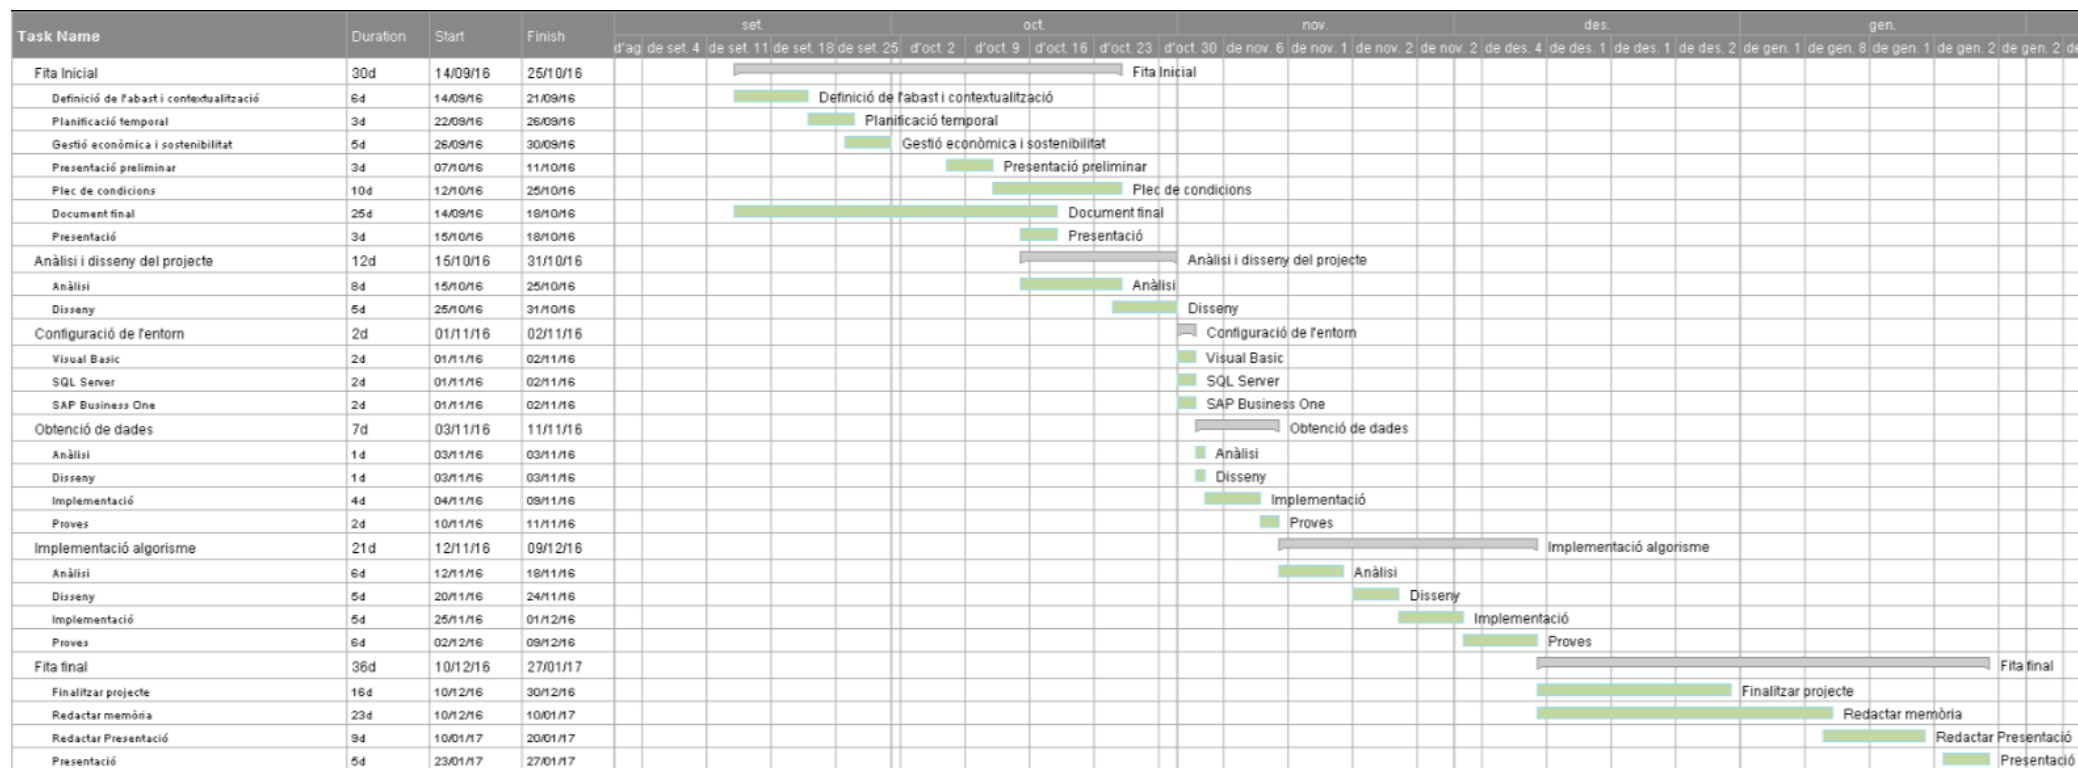 set. oct. nov. des. gen.
Task Name Duration Start Finish
d'ag de set. 4 de set. 11 de set. 18 de set. 25 d'oct. 2 d'oct. 9 d'oct. 16 d'oct. 23 d'oct. 30 de nov. 6 de nov. 1 de nov. 2 de nov. 2 de des. 4 de des. 1 de des. 1 de des. 2 de gen. 1 de gen. 8 de gen. 1 de gen. 2 de gen. 2 de
Fita Inicial 30d 14/09/16 25/10/16 Fita Inicial
Definició de l'abast i contextualització 6d 14/09/16 21/09/16 Definició de l'abast i contextualització
Planificació temporal 3d 22/09/16 26/09/16 Planificació temporal
Gestió econòmica i sostenibilitat 5d 26/09/16 30/09/16 Gestió econòmica i sostenibilitat
Presentació preliminar 3d 07/10/16 11/10/16 Presentació preliminar
Plec de condicions 10d 12/10/16 25/10/16 Plec de condicions
Document final 25d 14/09/16 18/10/16 Document final
Presentació 3d 15/10/16 18/10/16 Presentació
Anàlisi i disseny del projecte 12d 15/10/16 31/10/16 Anàlisi i disseny del projecte
Anàlisi 8d 15/10/16 25/10/16 Anàlisi
Disseny 5d 25/10/16 31/10/16 Disseny
Configuració de l'entorn 2d 01/11/16 02/11/16 Configuració de l'entorn
Visual Basic 2d 01/11/16 02/11/16 Visual Basic
SQL Server 2d 01/11/16 02/11/16 SQL Server
SAP Business One 2d 01/11/16 02/11/16 SAP Business One
Obtenció de dades 7d 03/11/16 11/11/16 Obtenció de dades
Anàlisi 1d 03/11/16 03/11/16 Anàlisi
Disseny 1d 03/11/16 03/11/16 Disseny
Implementació 4d 04/11/16 09/11/16 Implementació
Proves 2d 10/11/16 11/11/16 Proves
Implementació algorisme 21d 12/11/16 09/12/16 Implementació algorisme
Anàlisi 6d 12/11/16 18/11/16 Anàlisi
Disseny 5d 20/11/16 24/11/16 Disseny
Implementació 5d 25/11/16 01/12/16 Implementació
Proves 6d 02/12/16 09/12/16 Proves
Fita final 36d 10/12/16 27/01/17 Fita final
Finalitzar projecte 16d 10/12/16 30/12/16 Finalitzar projecte
Redactar memòria 23d 10/12/16 10/01/17 Redactar memòria
Redactar Presentació 9d 10/01/17 20/01/17 Redactar Presentació
Presentació 5d 23/01/17 27/01/17 Presentació